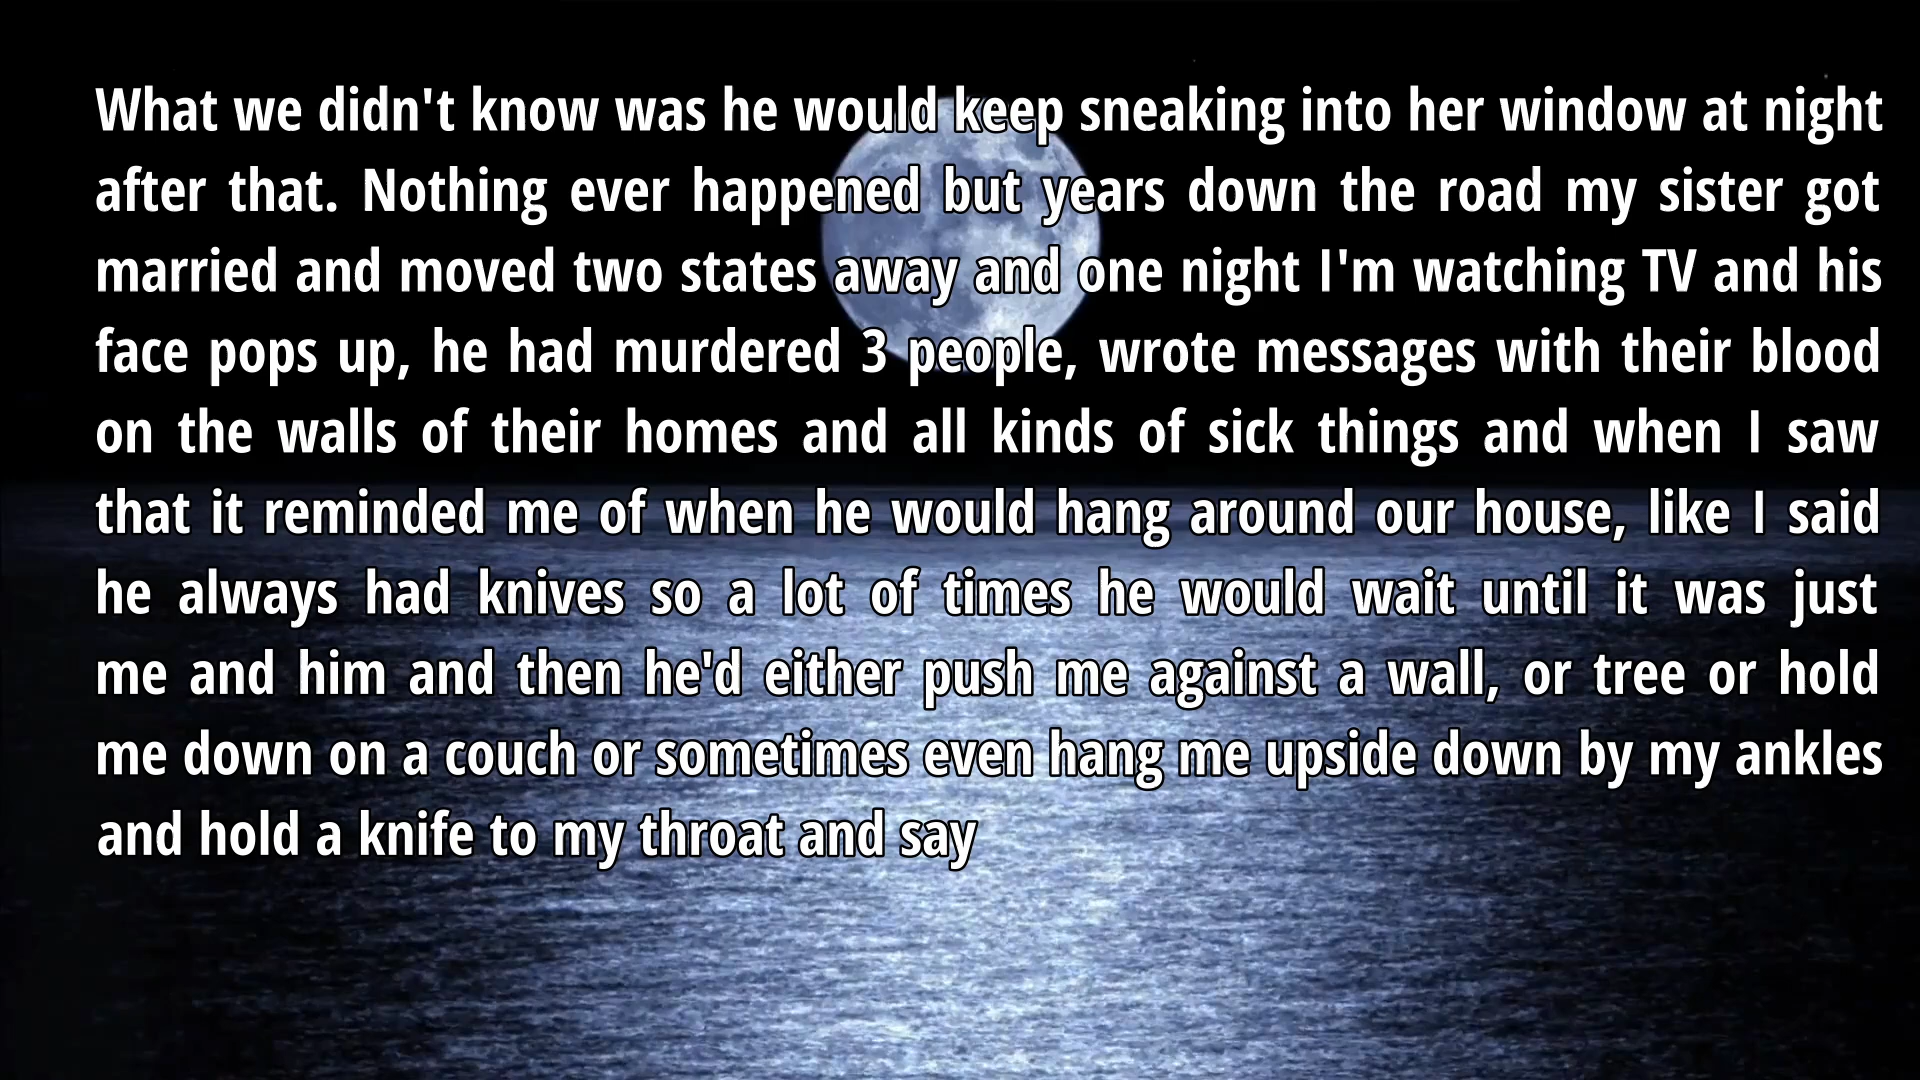 What we didn't know was he would keep sneaking into her window at night
after that. Nothing ever happened but years down the road my sister got
married and moved two states away and one night I'm watching TV and his
face pops up, he had murdered 3 people, wrote messages with their blood
on the walls of their homes and all kinds of sick things and when I saw
that it reminded me of when he would hang around our house, like I said
he always had knives so a lot of times he would wait until it was just
me and him and then he'd either push me against a wall, or tree or hold
me down on a couch or sometimes even hang me upside down by my ankles
and hold a knife to my throat and say